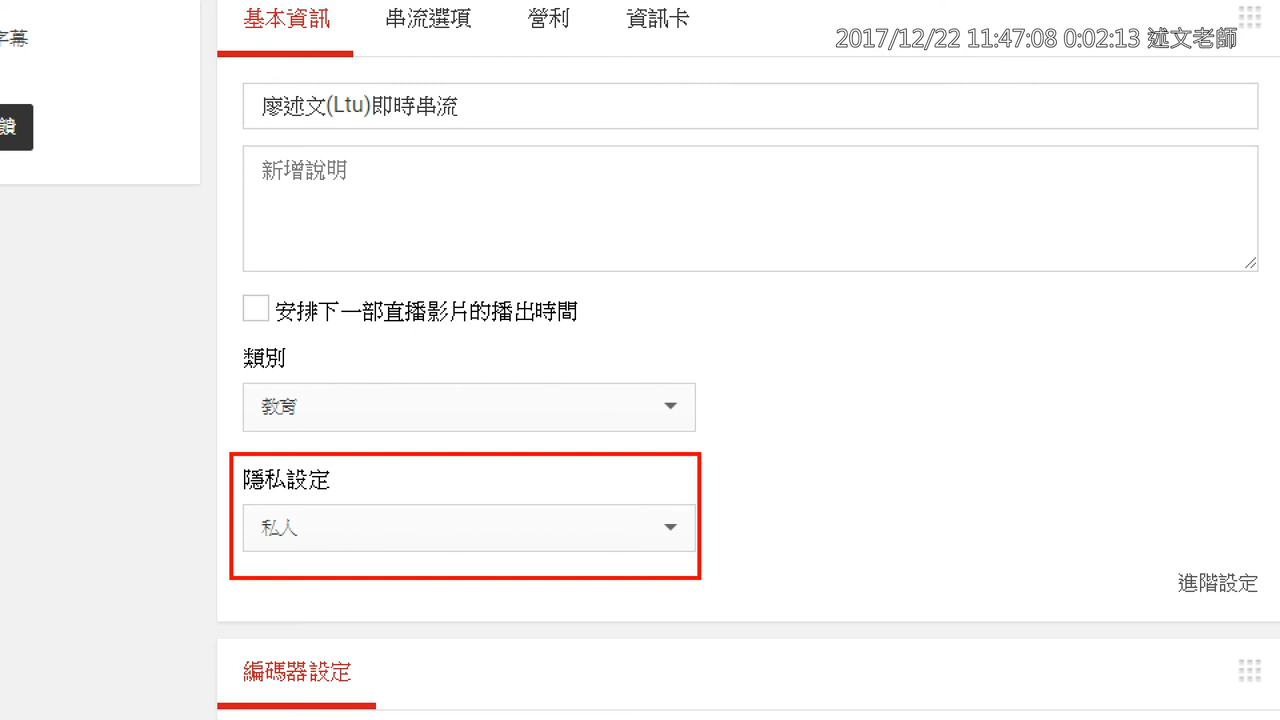 基本資訊 串流選項 營利 資訊卡
2017/12/22 11:47:08 0:02:13 述文老師
字幕
廖述文(Ltu)即時串流
饋
新增說明
安排下一部直播影片的播出時間
類別
教育
隱私設定
私人
進階設定
編碼器設定